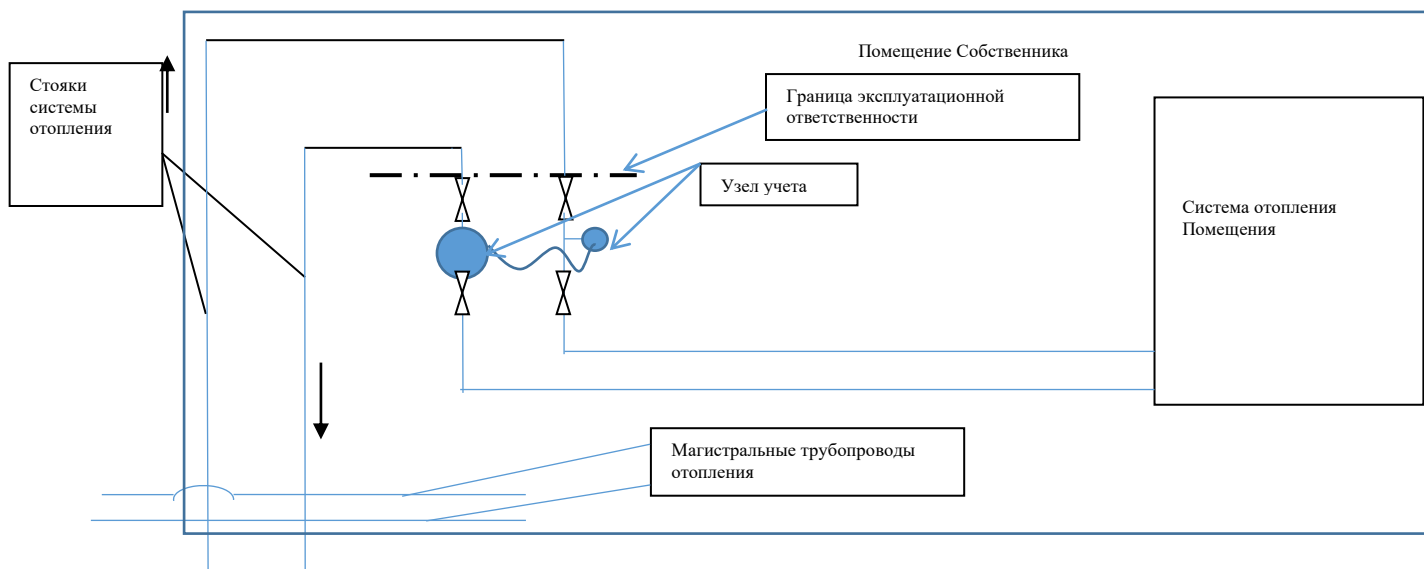 Помещение Собственника
Стояки
системы
отопления
Граница эксплуатационной
ответственности
Узел учета
Система отопления
Помещения
Магистральные трубопроводы
отопления